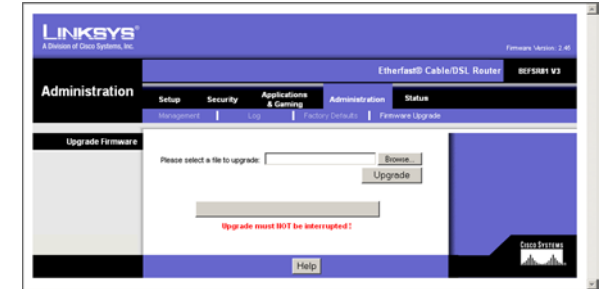 LINKSYS®
A Division of Cisco Systems, Inc.
Firmware Version: 2.46
Etherfast® Cable/DSL Router
BEFSR81 V3
Administration
Setup Security Applications & Gaming Administration Status
Management | Log | Factory Defaults | Firmware Upgrade
Upgrade Firmware
Please select a file to upgrade: Browse...
Upgrade
Upgrade must NOT be interrupted !
CISCO SYSTEMS
Help